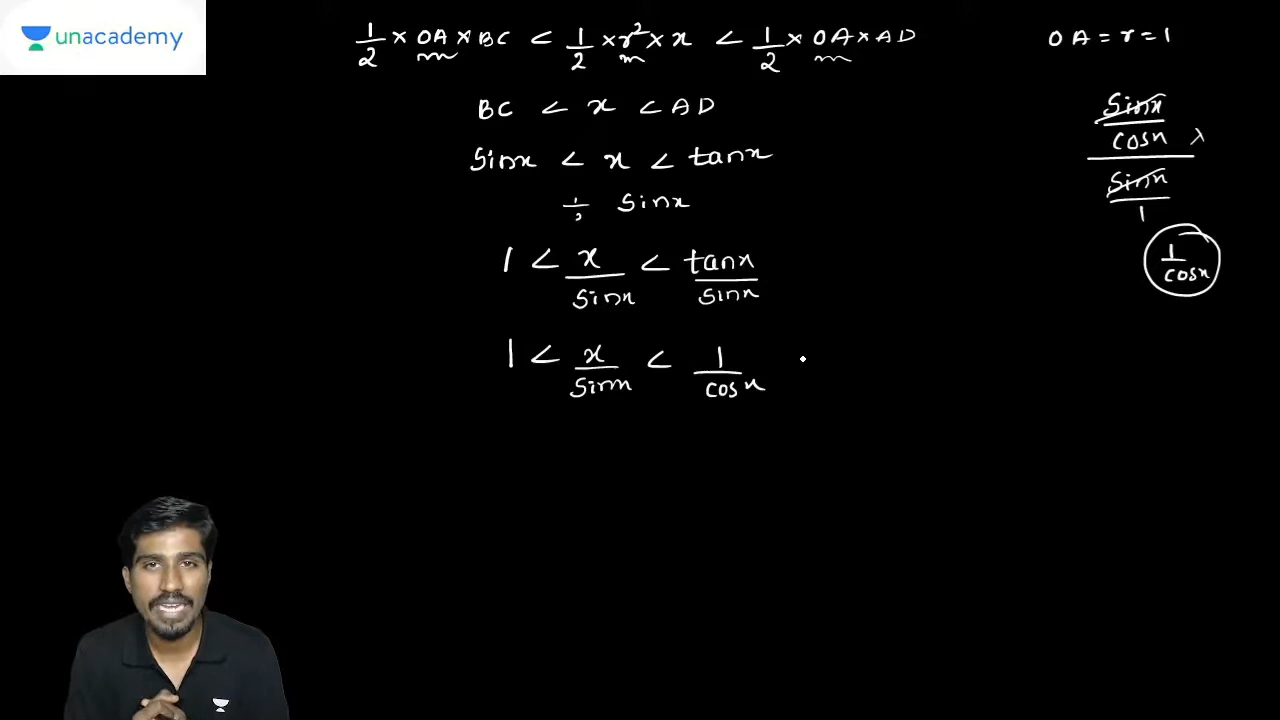 unacademy
1/2 × OA × BC < 1/2 × r² × x < 1/2 × OA × AD
OA = r = 1
BC < x < AD
sinx < x < tanx
÷ sinx
1 < x/sinx < tanx/sinx
1 < x/sinx < 1/cosx
sinx/cosx
sinx/1
1/cosx